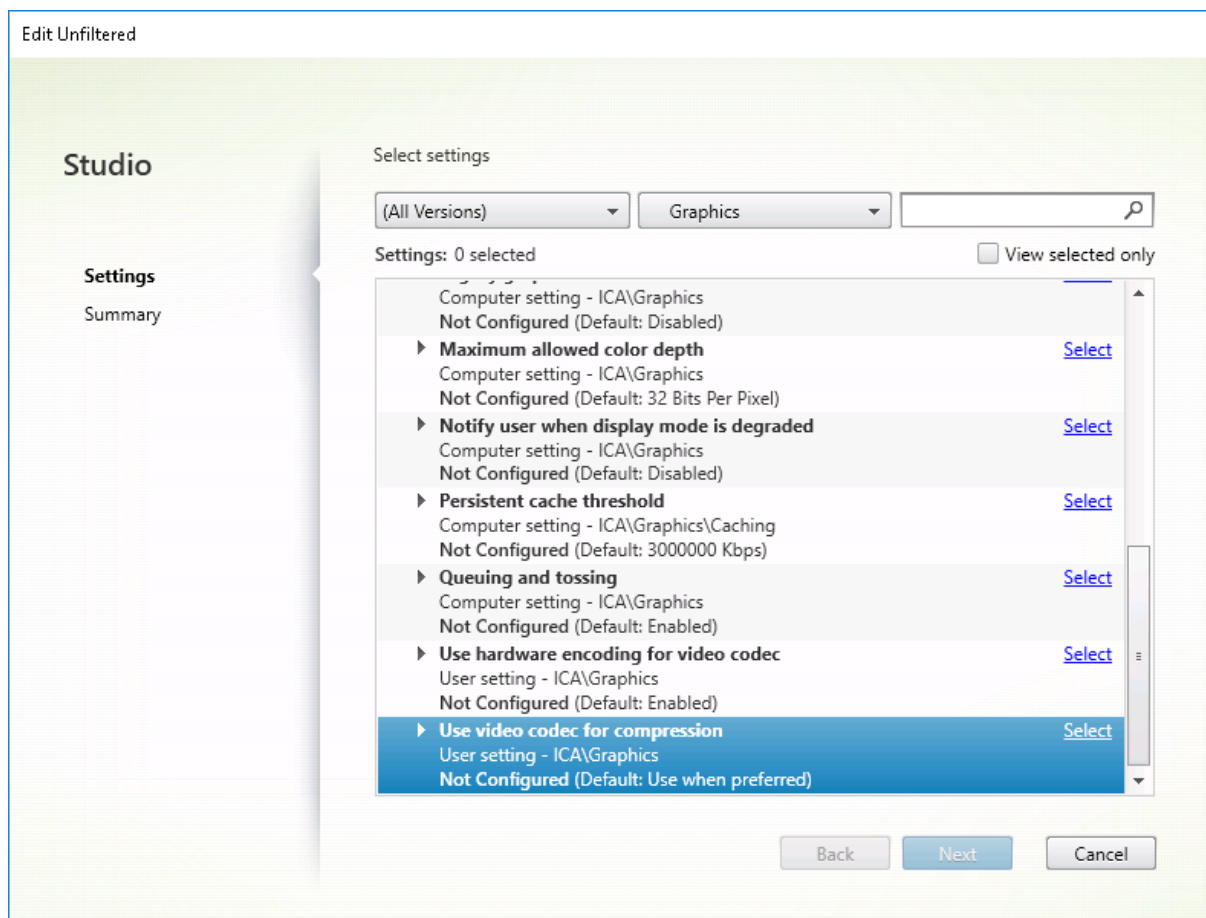 Edit Unfiltered
Studio
Settings
Summary
Select settings
(All Versions)
Graphics
Settings: 0 selected
View selected only
Computer setting - ICA\Graphics
Not Configured (Default: Disabled)
Maximum allowed color depth
Select
Computer setting - ICA\Graphics
Not Configured (Default: 32 Bits Per Pixel)
Notify user when display mode is degraded
Select
Computer setting - ICA\Graphics
Not Configured (Default: Disabled)
Persistent cache threshold
Select
Computer setting - ICA\Graphics\Caching
Not Configured (Default: 3000000 Kbps)
Queuing and tossing
Select
Computer setting - ICA\Graphics
Not Configured (Default: Enabled)
Use hardware encoding for video codec
Select
User setting - ICA\Graphics
Not Configured (Default: Enabled)
Use video codec for compression
Select
User setting - ICA\Graphics
Not Configured (Default: Use when preferred)
Back
Next
Cancel